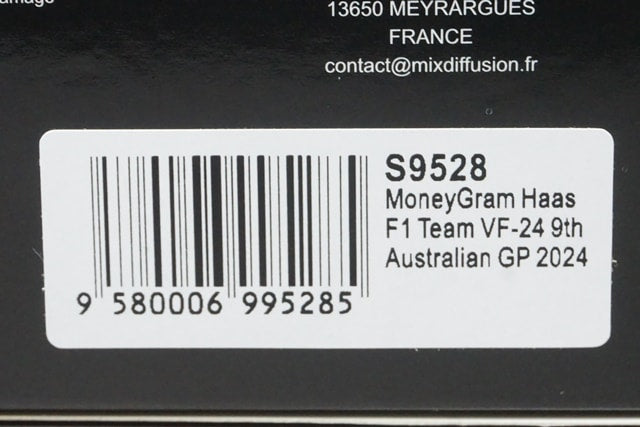 13650 MEYRARGUES
FRANCE
contact@mixdiffusion.fr
S9528
MoneyGram Haas
F1 Team VF-24 9th
Australian GP 2024
9 580006 995285